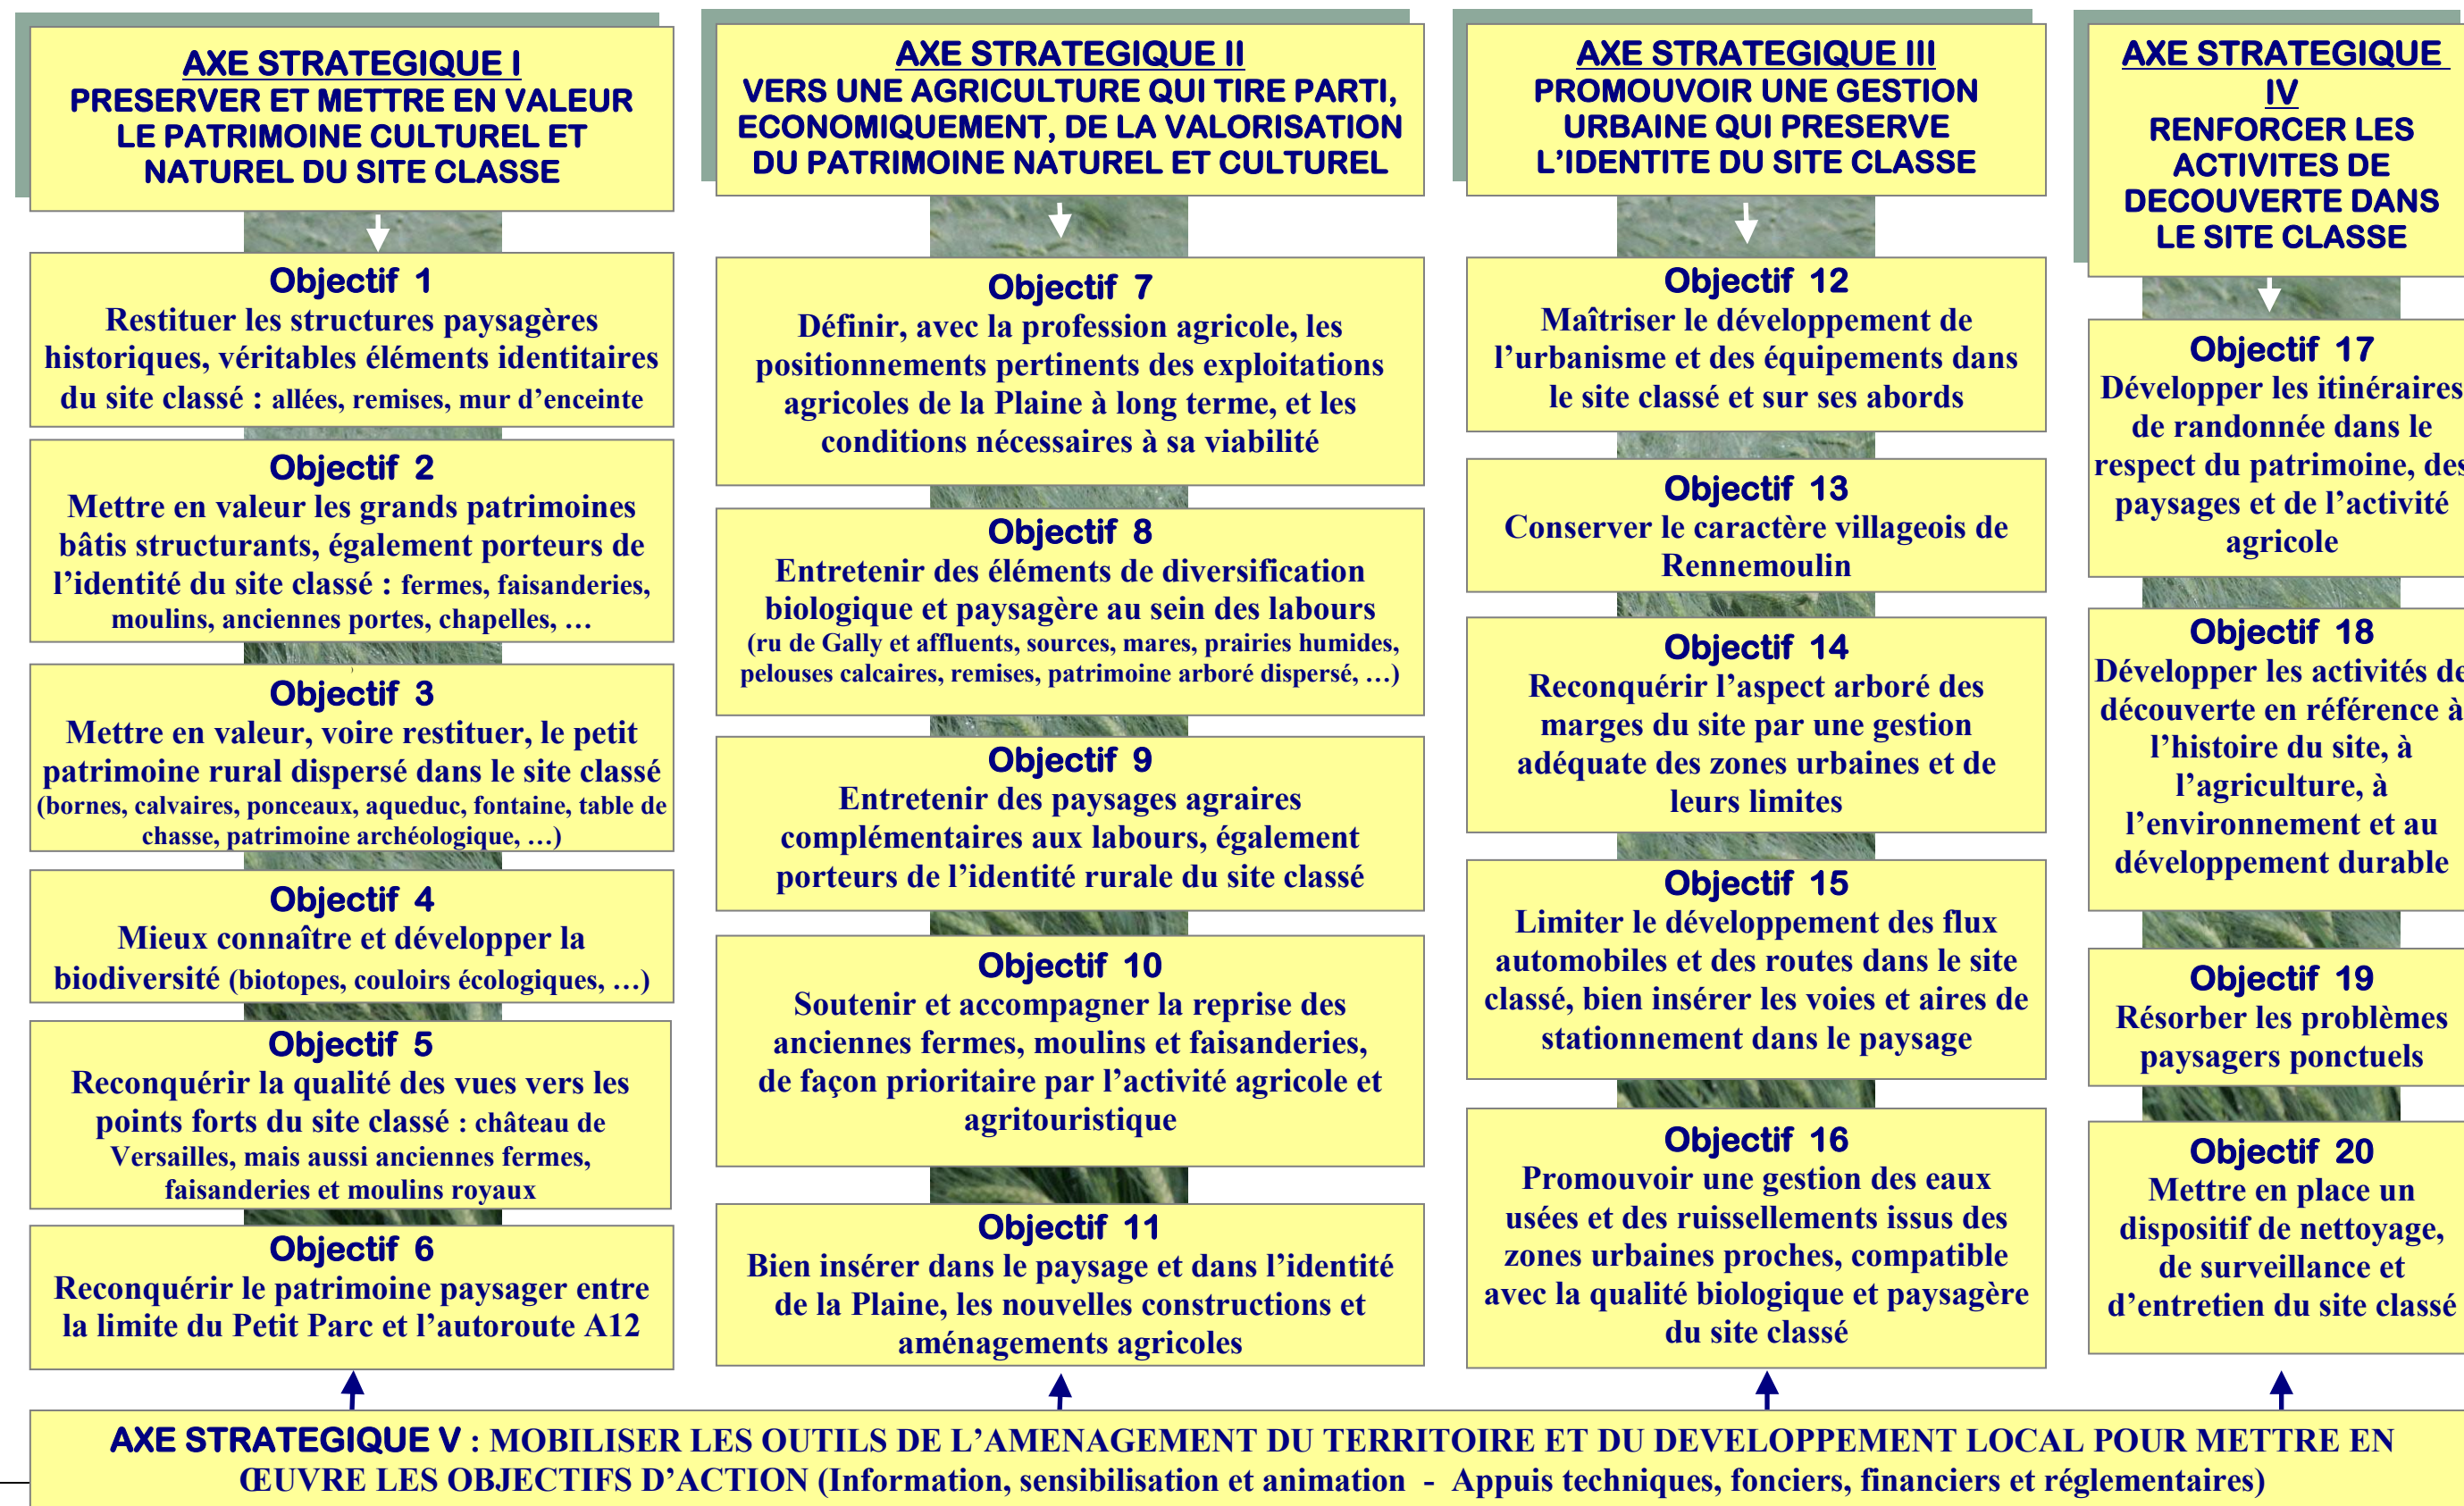 AXE STRATEGIQUE I
PRESERVER ET METTRE EN VALEUR
LE PATRIMOINE CULTUREL ET
NATUREL DU SITE CLASSE
Objectif 1
Restituer les structures paysagères
historiques, véritables éléments identitaires
du site classé : allées, remises, mur d’enceinte
Objectif 2
Mettre en valeur les grands patrimoines
bâtis structurants, également porteurs de
l’identité du site classé : fermes, faisanderies,
moulins, anciennes portes, chapelles, …
Objectif 3
Mettre en valeur, voire restituer, le petit
patrimoine rural dispersé dans le site classé
(bornes, calvaires, ponceaux, aqueduc, fontaine, table de
chasse, patrimoine archéologique, …)
Objectif 4
Mieux connaître et développer la
biodiversité (biotopes, couloirs écologiques, …)
Objectif 5
Reconquérir la qualité des vues vers les
points forts du site classé : château de
Versailles, mais aussi anciennes fermes,
faisanderies et moulins royaux
Objectif 6
Reconquérir le patrimoine paysager entre
la limite du Petit Parc et l’autoroute A12
AXE STRATEGIQUE II
VERS UNE AGRICULTURE QUI TIRE PARTI,
ECONOMIQUEMENT, DE LA VALORISATION
DU PATRIMOINE NATUREL ET CULTUREL
Objectif 7
Définir, avec la profession agricole, les
positionnements pertinents des exploitations
agricoles de la Plaine à long terme, et les
conditions nécessaires à sa viabilité
Objectif 8
Entretenir des éléments de diversification
biologique et paysagère au sein des labours
(ru de Gally et affluents, sources, mares, prairies humides,
pelouses calcaires, remises, patrimoine arboré dispersé, …)
Objectif 9
Entretenir des paysages agraires
complémentaires aux labours, également
porteurs de l’identité rurale du site classé
Objectif 10
Soutenir et accompagner la reprise des
anciennes fermes, moulins et faisanderies,
de façon prioritaire par l’activité agricole et
agritouristique
Objectif 11
Bien insérer dans le paysage et dans l’identité
de la Plaine, les nouvelles constructions et
aménagements agricoles
AXE STRATEGIQUE III
PROMOUVOIR UNE GESTION
URBAINE QUI PRESERVE
L’IDENTITE DU SITE CLASSE
Objectif 12
Maîtriser le développement de
l’urbanisme et des équipements dans
le site classé et sur ses abords
Objectif 13
Conserver le caractère villageois de
Rennemoulin
Objectif 14
Reconquérir l’aspect arboré des
marges du site par une gestion
adéquate des zones urbaines et de
leurs limites
Objectif 15
Limiter le développement des flux
automobiles et des routes dans le site
classé, bien insérer les voies et aires de
stationnement dans le paysage
Objectif 16
Promouvoir une gestion des eaux
usées et des ruissellements issus des
zones urbaines proches, compatible
avec la qualité biologique et paysagère
du site classé
AXE STRATEGIQUE
IV
RENFORCER LES
ACTIVITES DE
DECOUVERTE DANS
LE SITE CLASSE
Objectif 17
Développer les itinéraires
de randonnée dans le
respect du patrimoine, des
paysages et de l’activité
agricole
Objectif 18
Développer les activités de
découverte en référence à
l’histoire du site, à
l’agriculture, à
l’environnement et au
développement durable
Objectif 19
Résorber les problèmes
paysagers ponctuels
Objectif 20
Mettre en place un
dispositif de nettoyage,
de surveillance et
d’entretien du site classé
AXE STRATEGIQUE V : MOBILISER LES OUTILS DE L’AMENAGEMENT DU TERRITOIRE ET DU DEVELOPPEMENT LOCAL POUR METTRE EN
ŒUVRE LES OBJECTIFS D’ACTION (Information, sensibilisation et animation - Appuis techniques, fonciers, financiers et réglementaires)